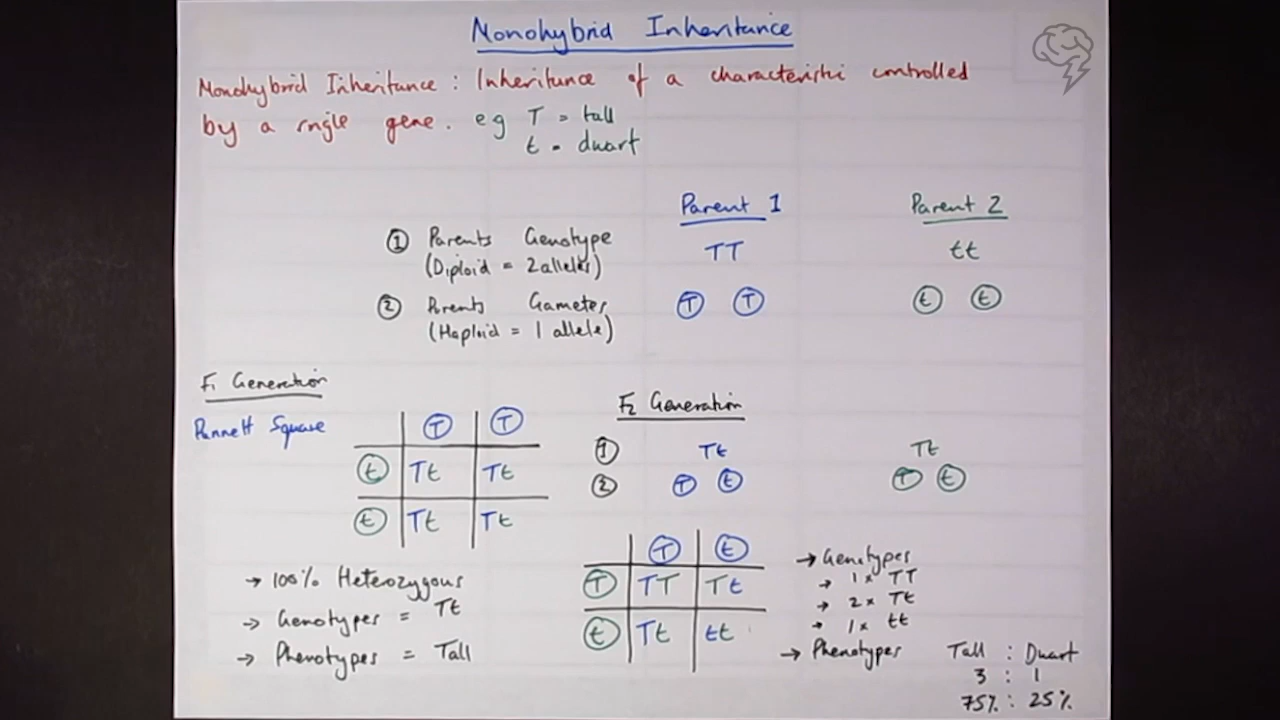 Monohybrid Inheritance
Monohybrid Inheritance : Inheritance of a characteristic controlled
by a single gene. eg T = tall
t = dwarf
Parent 1 Parent 2
① Parents Genotype TT tt
(Diploid = 2 alleles)
② Parents Gametes T T t t
(Haploid = 1 allele)
F₁ Generation
Punnett Square
T T
t Tt Tt
t Tt Tt
→ 100% Heterozygous
→ Genotypes = Tt
→ Phenotypes = Tall
F₂ Generation
① Tt Tt
② T t T t
T t
T TT Tt
t Tt tt
→ Genotypes
→ 1 x TT
→ 2 x Tt
→ 1 x tt
→ Phenotypes Tall : Dwarf
3 : 1
75% : 25%